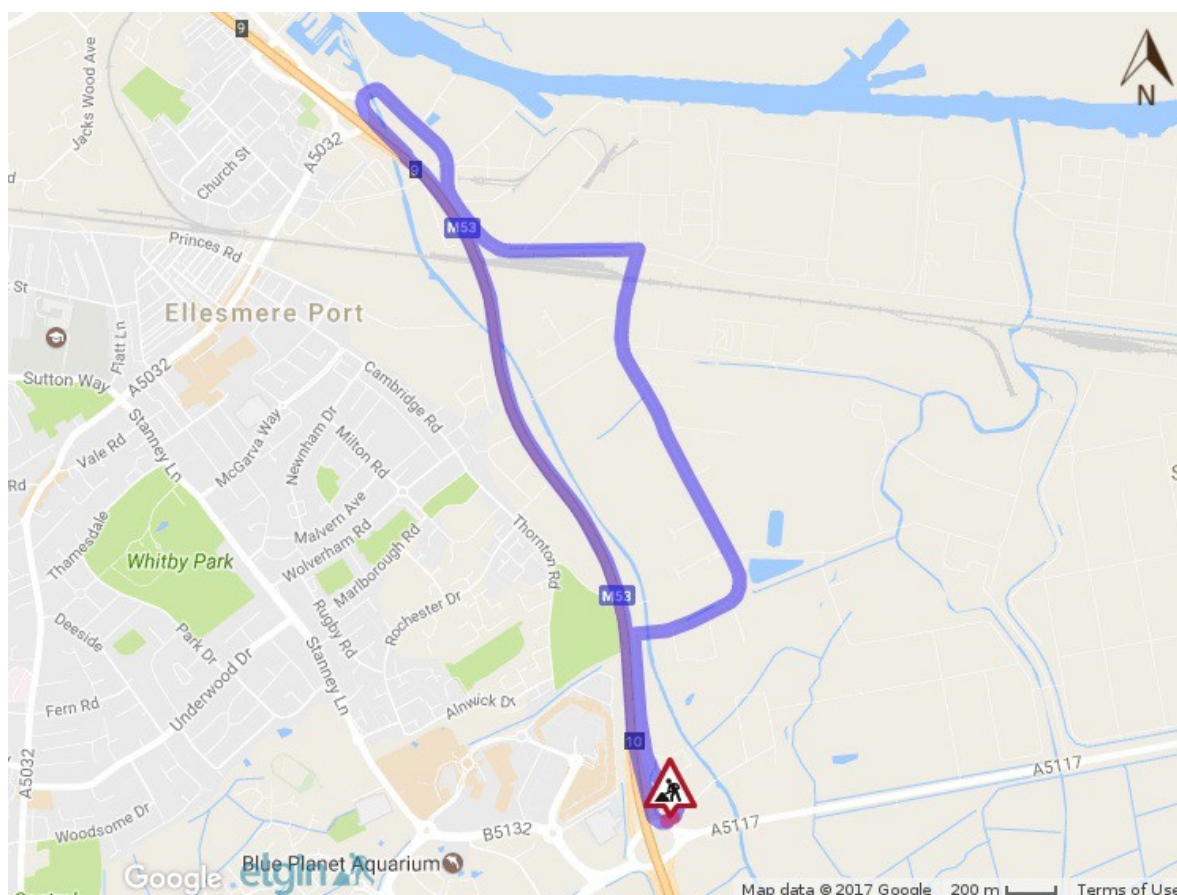 9
Jacks Wood Ave
N
A5032
Church St
9
M53
Princes Rd
St
Ellesmere Port
Flatt Ln
Sutton Way
A5032
Cambridge Rd
Stanney Ln
McGarva Way
Newnham Dr
Milton Rd
Vale Rd
Rd
Malvern Ave
Thornton Rd
Wolverham Rd
Marlborough Rd
Thamesdale
Whitby Park
M53
Rochester Dr
Rugby Rd
Deeside
Park Dr
Stanney Ln
Underwood Dr
Alnwick Dr
Fern Rd
10
A5032
A5117
Woodsome Dr
B5132
A5117
Blue Planet Aquarium
Google elgin
Map data © 2017 Google 200 m Terms of Use